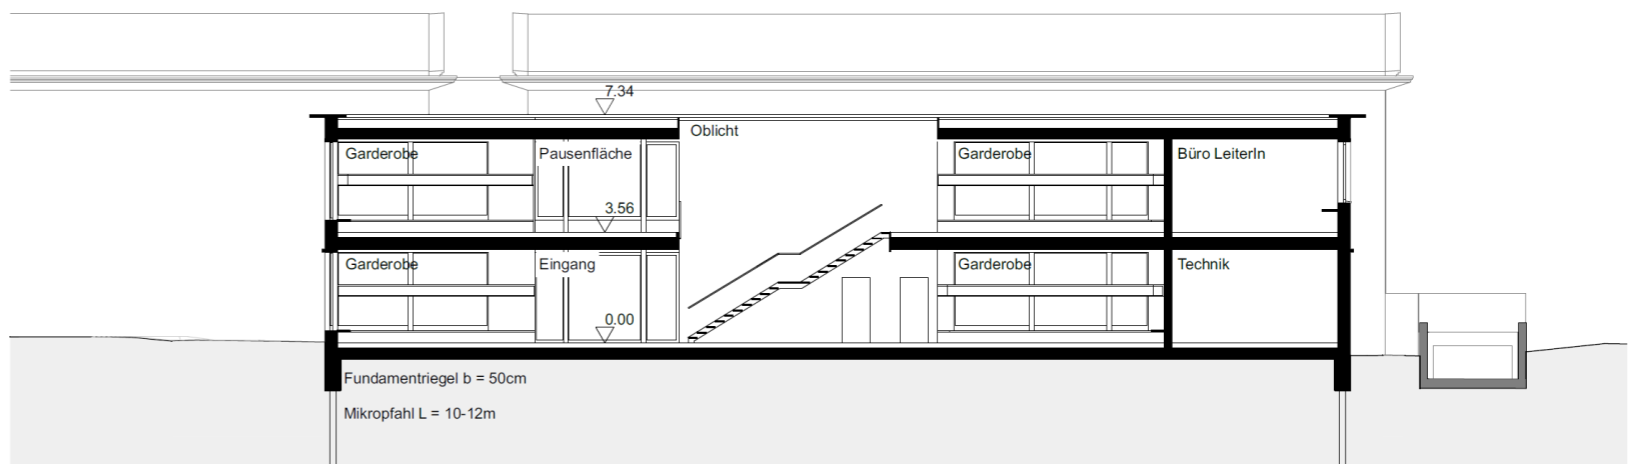 7.34
Oblicht
Garderobe
Pausenfläche
Garderobe
Büro LeiterIn
3.56
Garderobe
Eingang
Garderobe
Technik
0.00
Fundamentriegel b = 50cm
Mikropfahl L = 10-12m